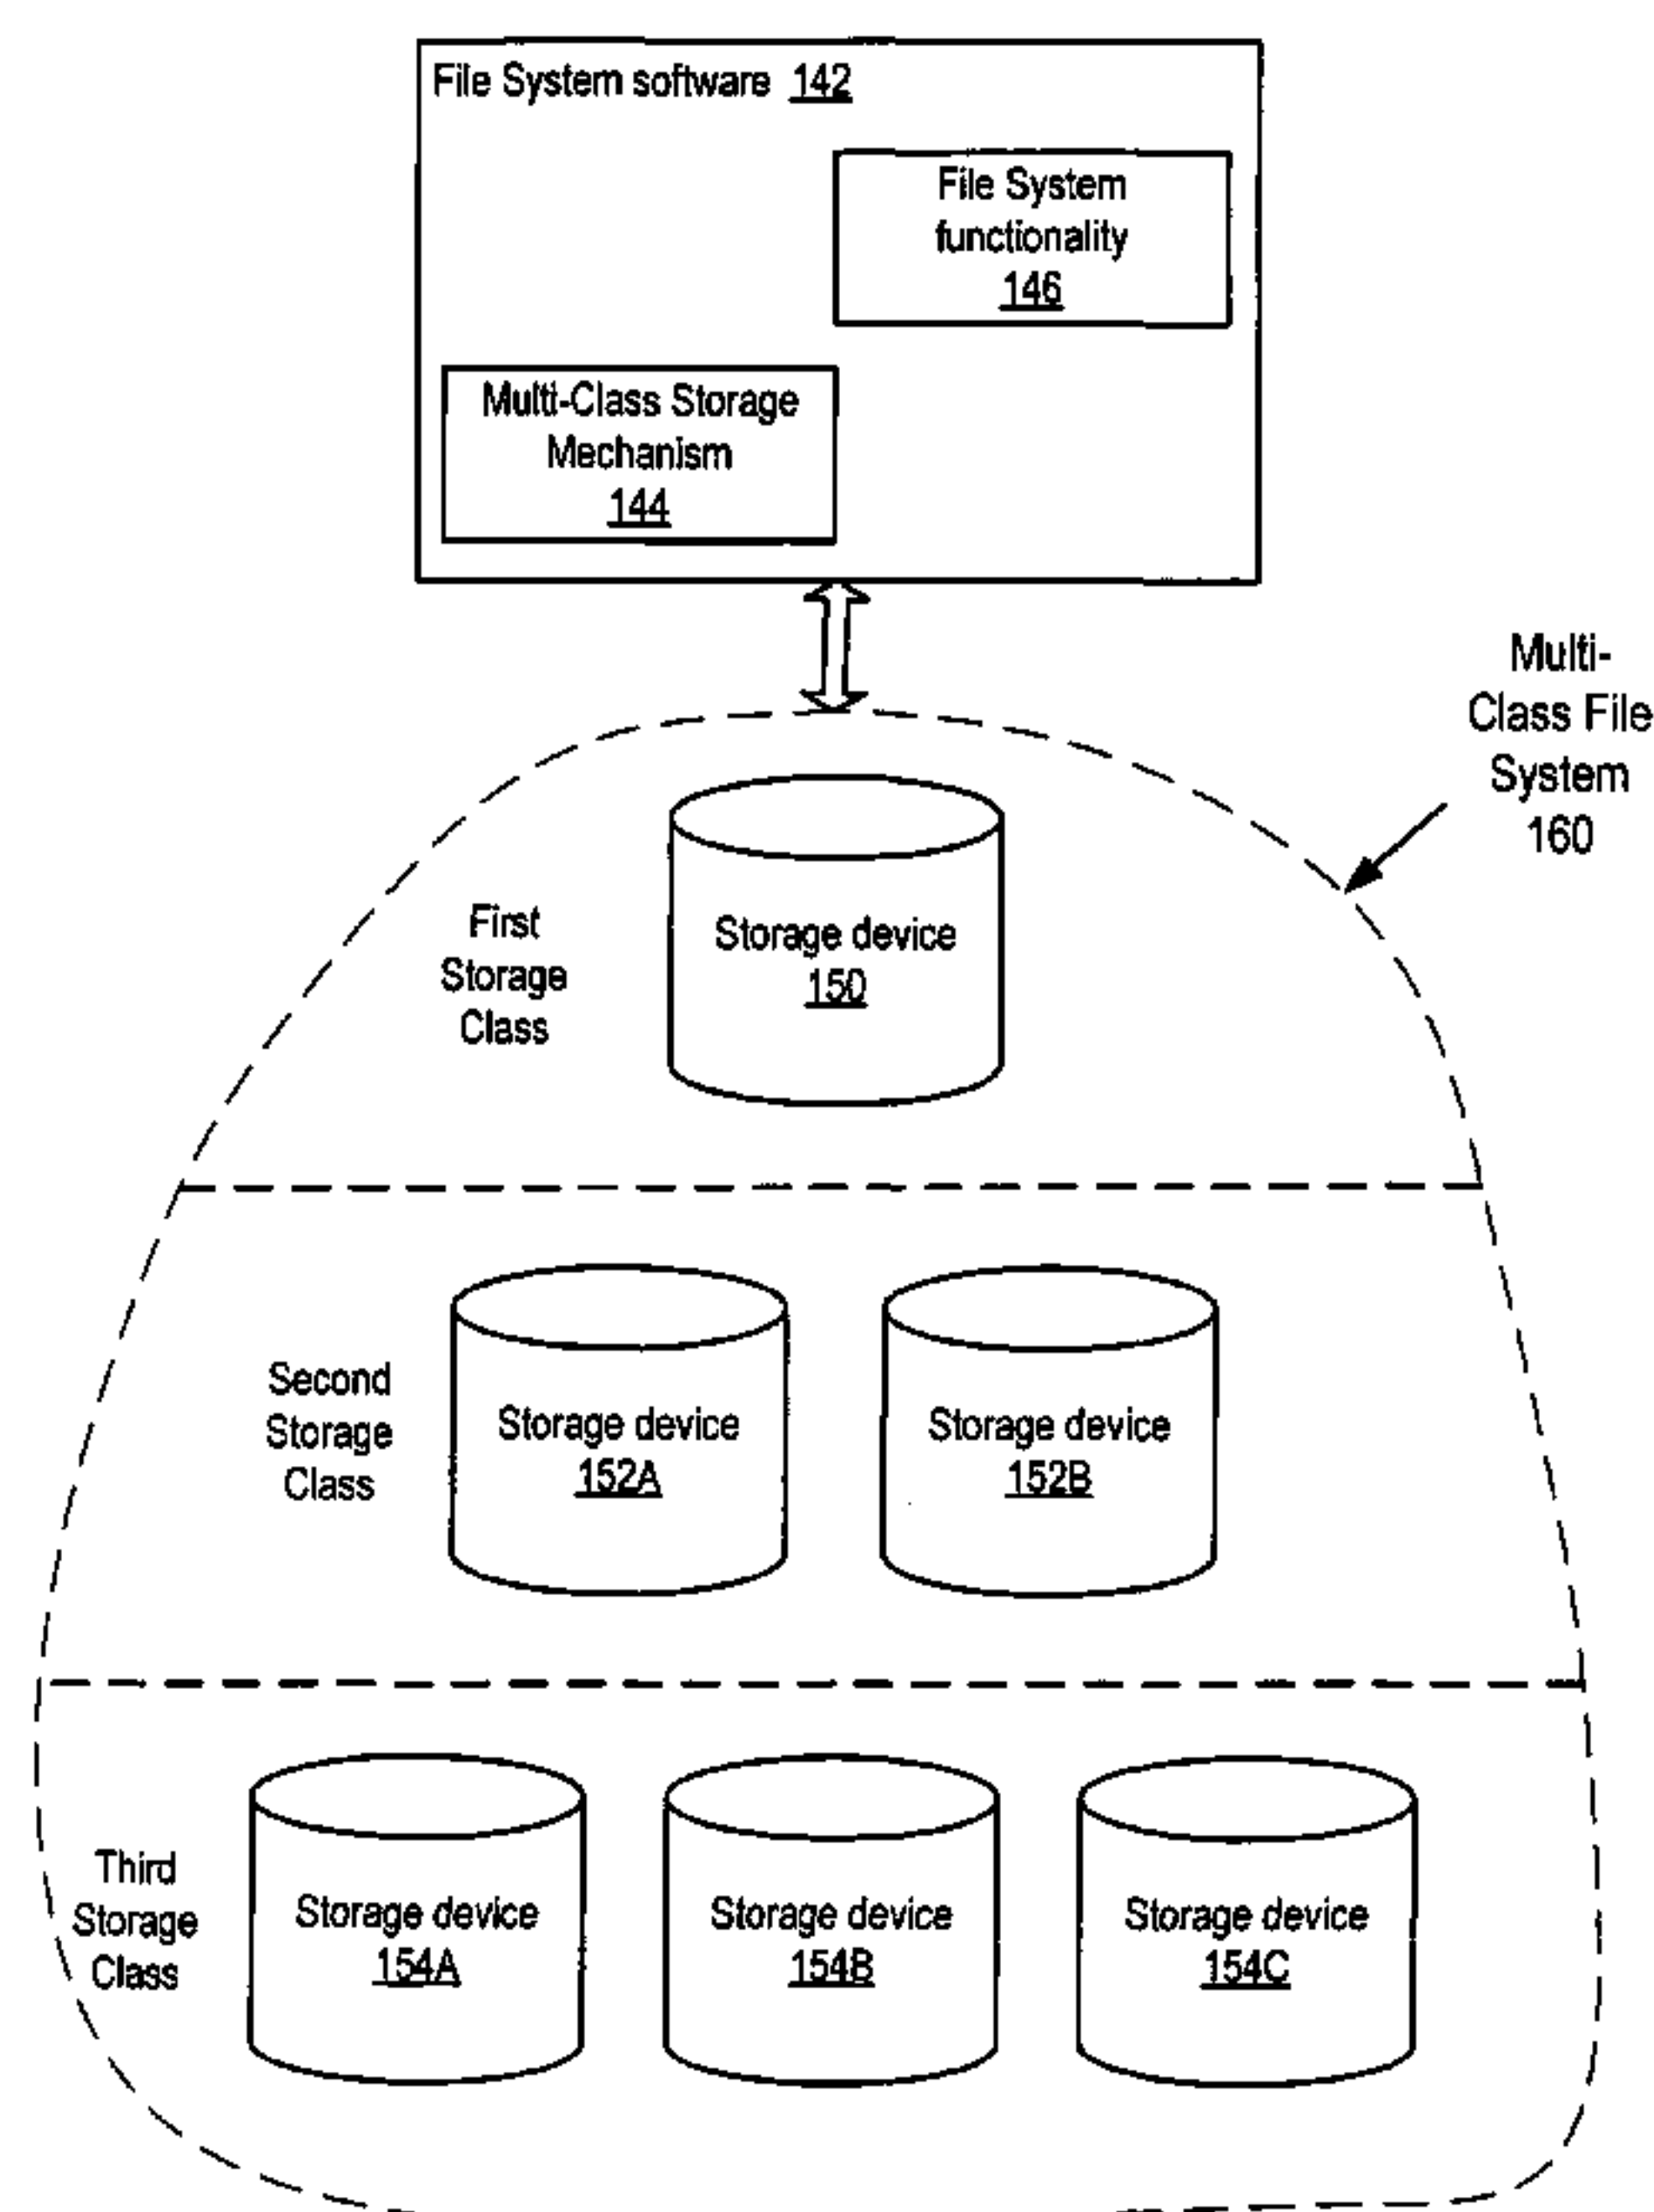 File System software 142
File System
functionality
146
Multi-Class Storage
Mechanism
144
Multi-
Class File
System
160
First
Storage
Class
Storage device
150
Second
Storage
Class
Storage device
152A
Storage device
152B
Third
Storage
Class
Storage device
154A
Storage device
154B
Storage device
154C